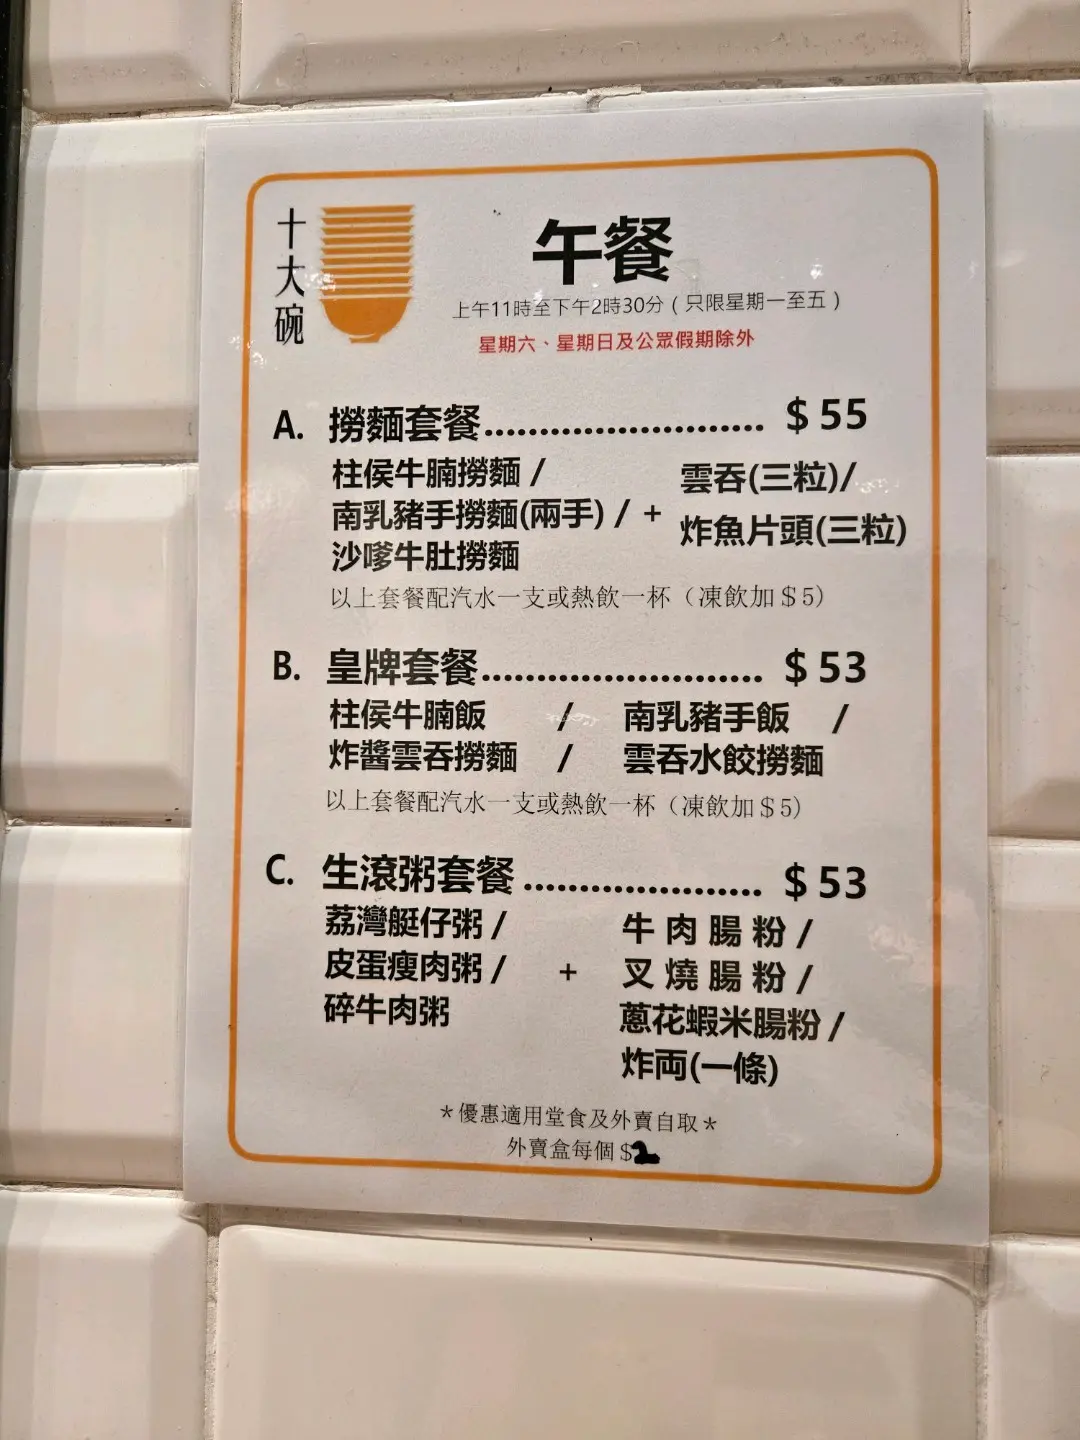 十大碗
午餐
上午11時至下午2時30分（只限星期一至五）
星期六、星期日及公眾假期除外
A. 撈麵套餐.......................... $55
柱侯牛腩撈麵 /
南乳豬手撈麵(兩手) / +
沙嗲牛肚撈麵
雲吞(三粒)/
炸魚片頭(三粒)
以上套餐配汽水一支或熱飲一杯（凍飲加$5）
B. 皇牌套餐.......................... $53
柱侯牛腩飯 / 南乳豬手飯 /
炸醬雲吞撈麵 / 雲吞水餃撈麵
以上套餐配汽水一支或熱飲一杯（凍飲加$5）
C. 生滾粥套餐...................... $53
荔灣艇仔粥 /
皮蛋瘦肉粥 / +
碎牛肉粥
牛肉腸粉 /
叉燒腸粉 /
蔥花蝦米腸粉 /
炸両(一條)
*優惠適用堂食及外賣自取*
外賣盒每個$